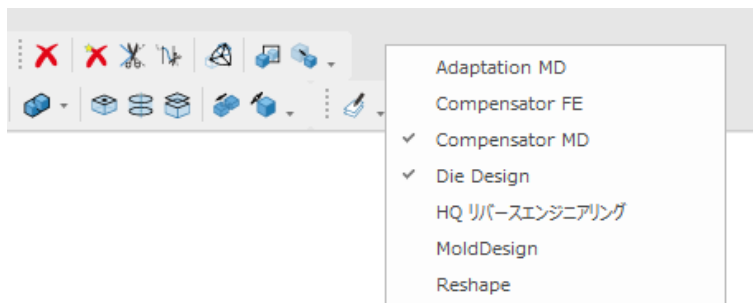 Adaptation MD
Compensator FE
Compensator MD
Die Design
HQ リバースエンジニアリング
MoldDesign
Reshape